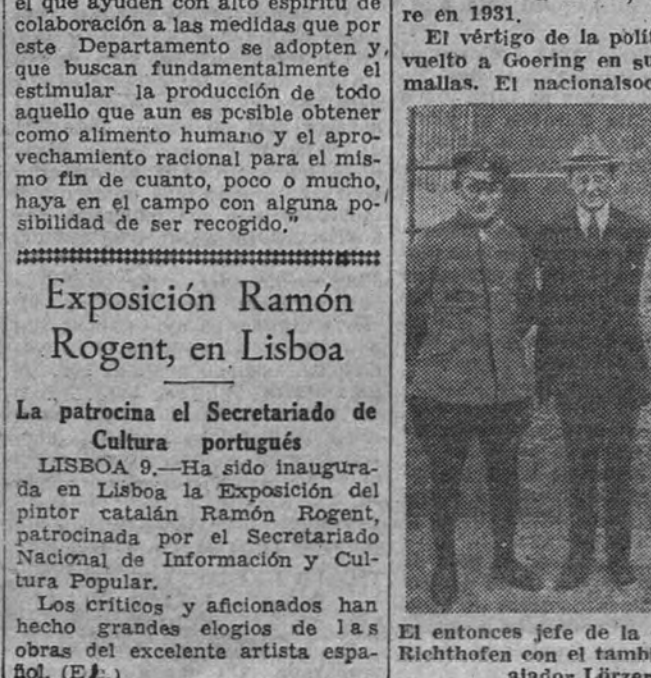 el que ayuden con alto espíritu de
colaboración a las medidas que por
este Departamento se adopten y,
que buscan fundamentalmente el
estimular la producción de todo
aquello que aun es posible obtener
como alimento humano y el apro-
vechamiento racional para el mis-
mo fin de cuanto, poco o mucho,
haya en el campo con alguna po-
sibilidad de ser recogido."
Exposición Ramón
Rogent, en Lisboa
La patrocina el Secretariado de
Cultura portugués
LISBOA 9.—Ha sido inaugura-
da en Lisboa la Exposición del
pintor catalán Ramón Rogent,
patrocinada por el Secretariado
Nacional de Información y Cul-
tura Popular.
Los críticos y aficionados han
hecho grandes elogios de las
obras del excelente artista espa-
ñol.
re en 1931.
El vértigo de la polít
vuelto a Goering en su
mallas. El nacionalsoc
El entonces jefe de la
Richthofen con el tambi